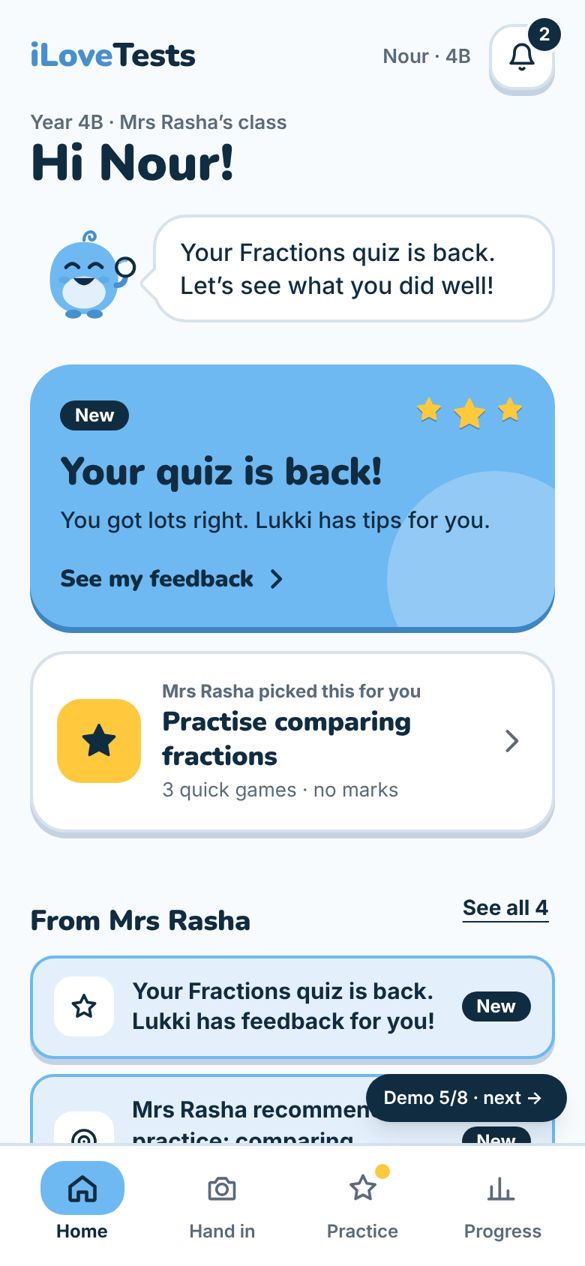 iLoveTests
Nour · 4B
2
Year 4B · Mrs Rasha’s class
Hi Nour!
Your Fractions quiz is back.
Let’s see what you did well!
New
Your quiz is back!
You got lots right. Lukki has tips for you.
See my feedback
Mrs Rasha picked this for you
Practise comparing
fractions
3 quick games · no marks
From Mrs Rasha
See all 4
Your Fractions quiz is back.
Lukki has feedback for you!
New
Mrs Rasha recommen
Demo 5/8 · next →
practice: comparing
New
Home
Hand in
Practice
Progress